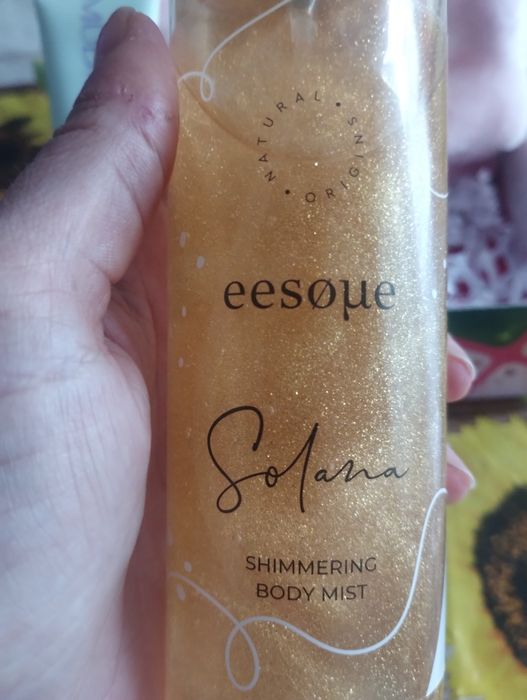 NATURAL • ORIGINS •
eesøμe
Solana
SHIMMERING
BODY MIST